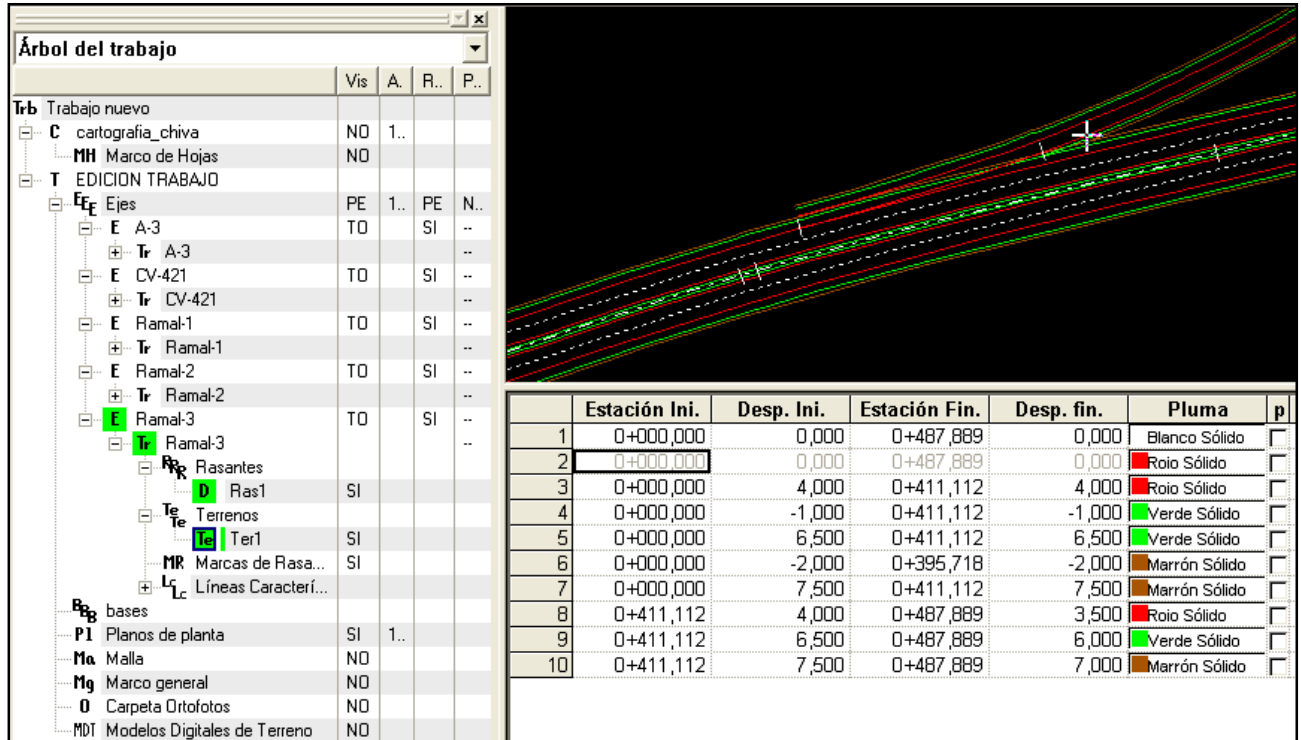 Árbol del trabajo
Vis A. R.. P..
Trb Trabajo nuevo
C cartografia_chiva NO 1..
MH Marco de Hojas NO
T EDICION TRABAJO
EEE Ejes PE 1.. PE N..
E A-3 TO SI --
Tr A-3 --
E CV-421 TO SI --
Tr CV-421 --
E Ramal-1 TO SI --
Tr Ramal-1 --
E Ramal-2 TO SI --
Tr Ramal-2 --
E Ramal-3 TO SI --
Tr Ramal-3 --
RRR Rasantes
D Ras1 SI
Te Te Terrenos
Te Ter1 SI
MR Marcas de Rasa... SI
Lc Lc Líneas Caracterí...
BBB bases
Pl Planos de planta SI 1..
Ma Malla NO
Mg Marco general NO
O Carpeta Ortofotos NO
MDT Modelos Digitales de Terreno NO
Estación Ini. Desp. Ini. Estación Fin. Desp. fin. Pluma p
1 0+000,000 0,000 0+487,889 0,000 Blanco Sólido
2 0+000,000 0,000 0+487,889 0,000 Rojo Sólido
3 0+000,000 4,000 0+411,112 4,000 Rojo Sólido
4 0+000,000 -1,000 0+411,112 -1,000 Verde Sólido
5 0+000,000 6,500 0+411,112 6,500 Verde Sólido
6 0+000,000 -2,000 0+395,718 -2,000 Marrón Sólido
7 0+000,000 7,500 0+411,112 7,500 Marrón Sólido
8 0+411,112 4,000 0+487,889 3,500 Rojo Sólido
9 0+411,112 6,500 0+487,889 6,000 Verde Sólido
10 0+411,112 7,500 0+487,889 7,000 Marrón Sólido